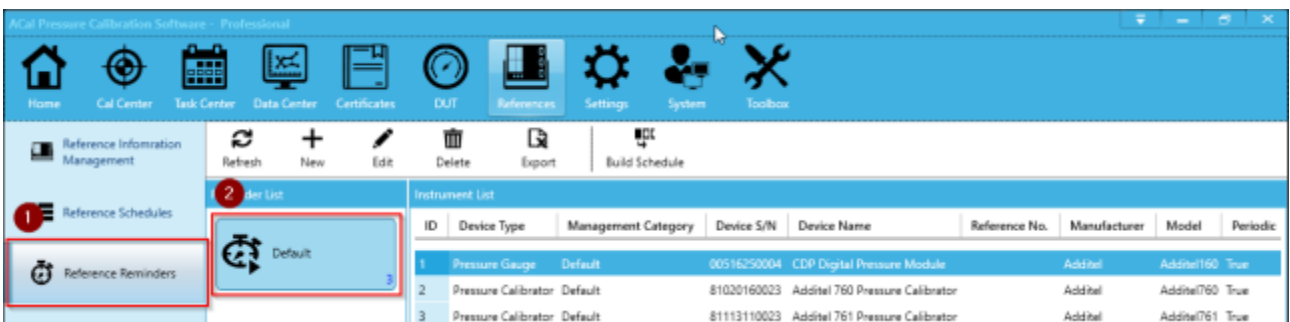 ACal Pressure Calibration Software - Professional
Home Cal Center Task Center Data Center Certificates DUT References Settings System Toolbox
Reference Infomration
Management
Refresh New Edit Delete Export Build Schedule
2 der List Instrument List
1 Reference Schedules
ID Device Type Management Category Device S/N Device Name Reference No. Manufacturer Model Periodic
Default
3
Reference Reminders
1 Pressure Gauge Default 00516250004 CDP Digital Pressure Module Additel Additel160 True
2 Pressure Calibrator Default 81020160023 Additel 760 Pressure Calibrator Additel Additel760 True
3 Pressure Calibrator Default 81113110023 Additel 761 Pressure Calibrator Additel Additel761 True